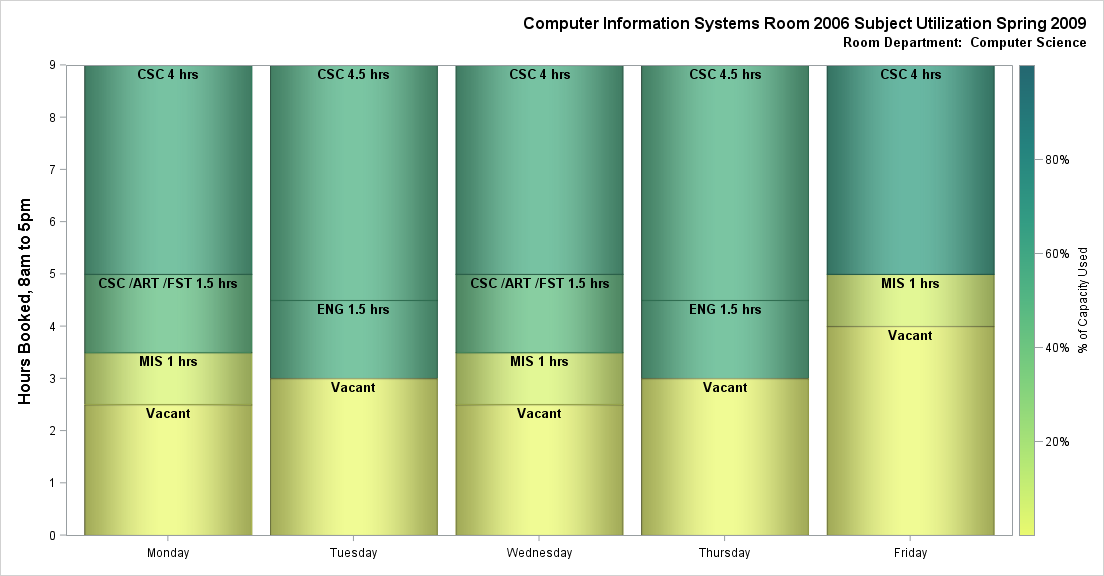 Computer Information Systems Room 2006 Subject Utilization Spring 2009
Room Department:  Computer Science
Hours Booked, 8am to 5pm
9
8
7
6
5
4
3
2
1
0
CSC 4 hrs
CSC /ART /FST 1.5 hrs
MIS 1 hrs
Vacant
Monday
CSC 4.5 hrs
ENG 1.5 hrs
Vacant
Tuesday
CSC 4 hrs
CSC /ART /FST 1.5 hrs
MIS 1 hrs
Vacant
Wednesday
CSC 4.5 hrs
ENG 1.5 hrs
Vacant
Thursday
CSC 4 hrs
MIS 1 hrs
Vacant
Friday
80%
60%
40%
20%
% of Capacity Used